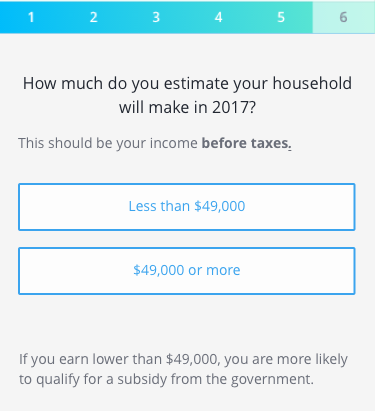 1 2 3 4 5 6
How much do you estimate your household
will make in 2017?
This should be your income before taxes.
Less than $49,000
$49,000 or more
If you earn lower than $49,000, you are more likely
to qualify for a subsidy from the government.